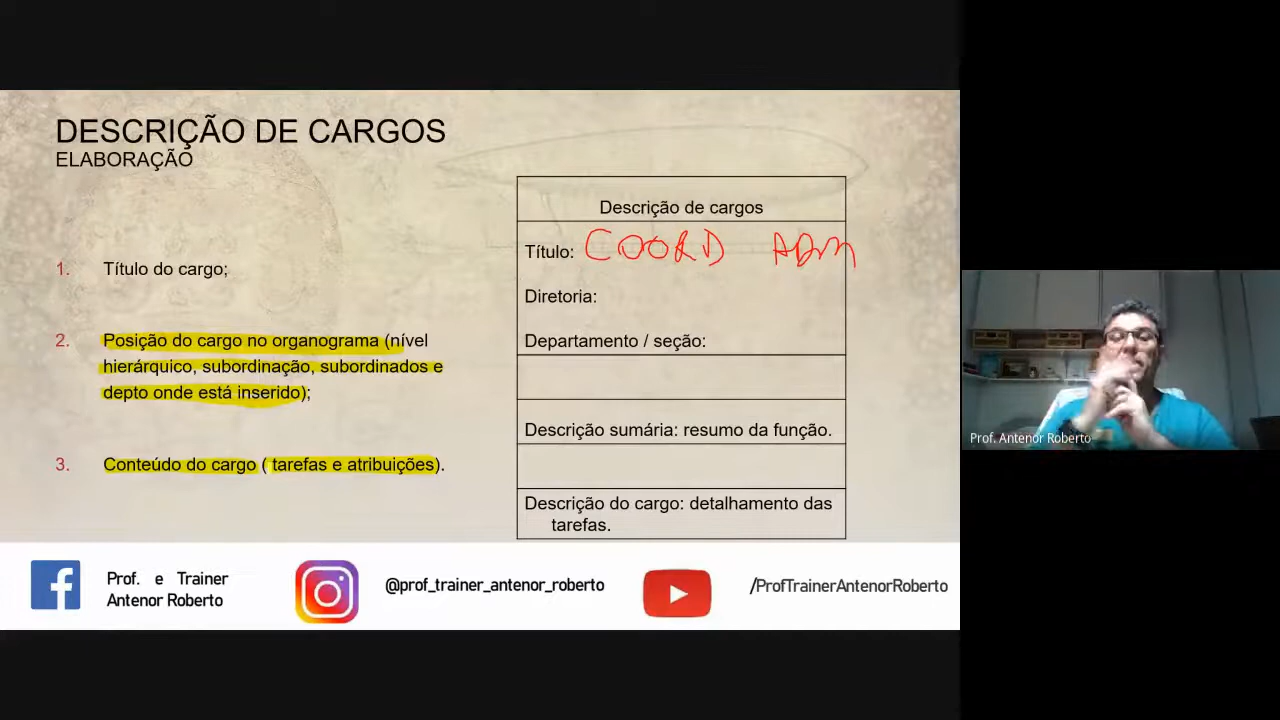 DESCRIÇÃO DE CARGOS
ELABORAÇÃO
1. Título do cargo;
2. Posição do cargo no organograma (nível
hierárquico, subordinação, subordinados e
depto onde está inserido);
3. Conteúdo do cargo ( tarefas e atribuições).
Descrição de cargos
Título: COORD ADM
Diretoria:
Departamento / seção:
Descrição sumária: resumo da função.
Descrição do cargo: detalhamento das
tarefas.
Prof. e Trainer
Antenor Roberto
@prof_trainer_antenor_roberto
/ProfTrainerAntenorRoberto
Prof. Antenor Roberto